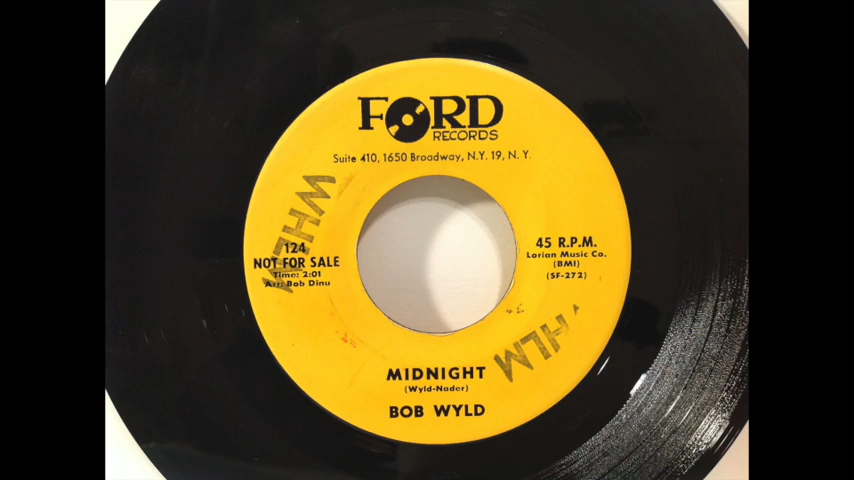 FORD
RECORDS
Suite 410, 1650 Broadway, N.Y. 19, N.Y.
WHLM
124
NOT FOR SALE
Time: 2:01
Arr: Bob Dinu
45 R.P.M.
Lorian Music Co.
(BMI)
(SF-272)
HLM
MIDNIGHT
(Wyld-Nader)
BOB WYLD